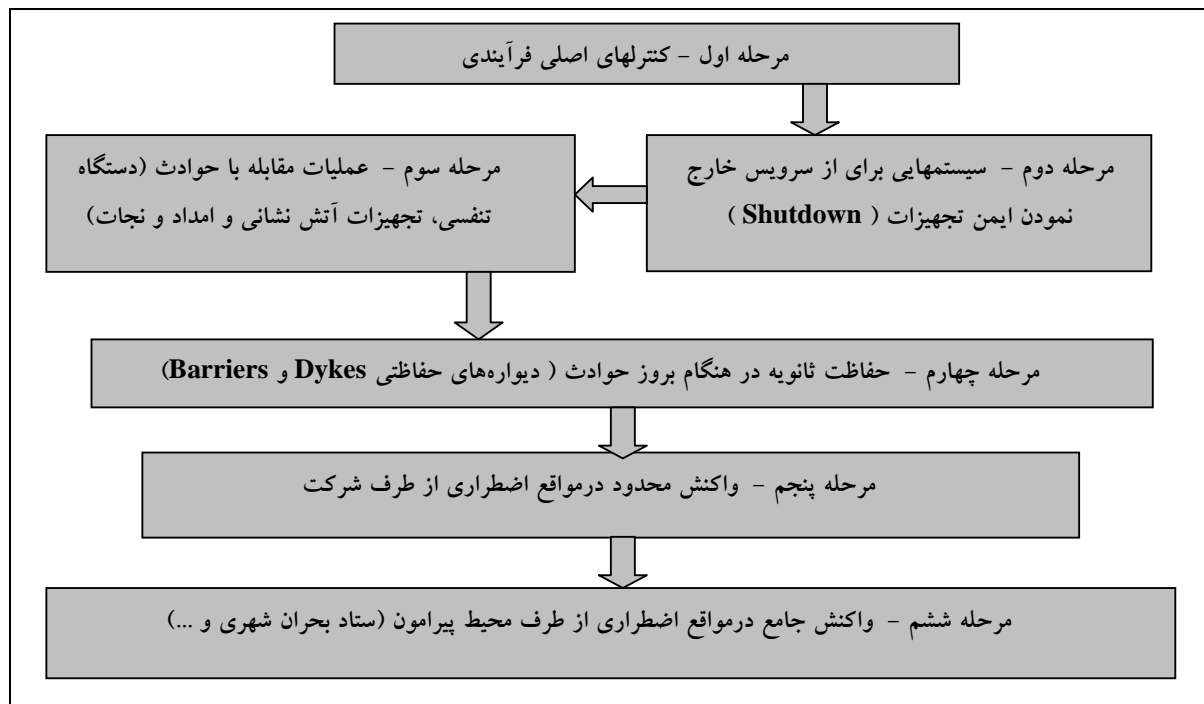 مرحله اول – کنترلهای اصلی فرآیندی
مرحله دوم – سیستمهایی برای از سرویس خارج
نمودن ایمن تجهیزات ( Shutdown )
مرحله سوم – عملیات مقابله با حوادث (دستگاه
تنفسی، تجهیزات آتش نشانی و امداد و نجات)
مرحله چهارم – حفاظت ثانویه در هنگام بروز حوادث ( دیواره‌های حفاظتی Dykes و Barriers)
مرحله پنجم – واکنش محدود درمواقع اضطراری از طرف شرکت
مرحله ششم – واکنش جامع درمواقع اضطراری از طرف محیط پیرامون (ستاد بحران شهری و ...)